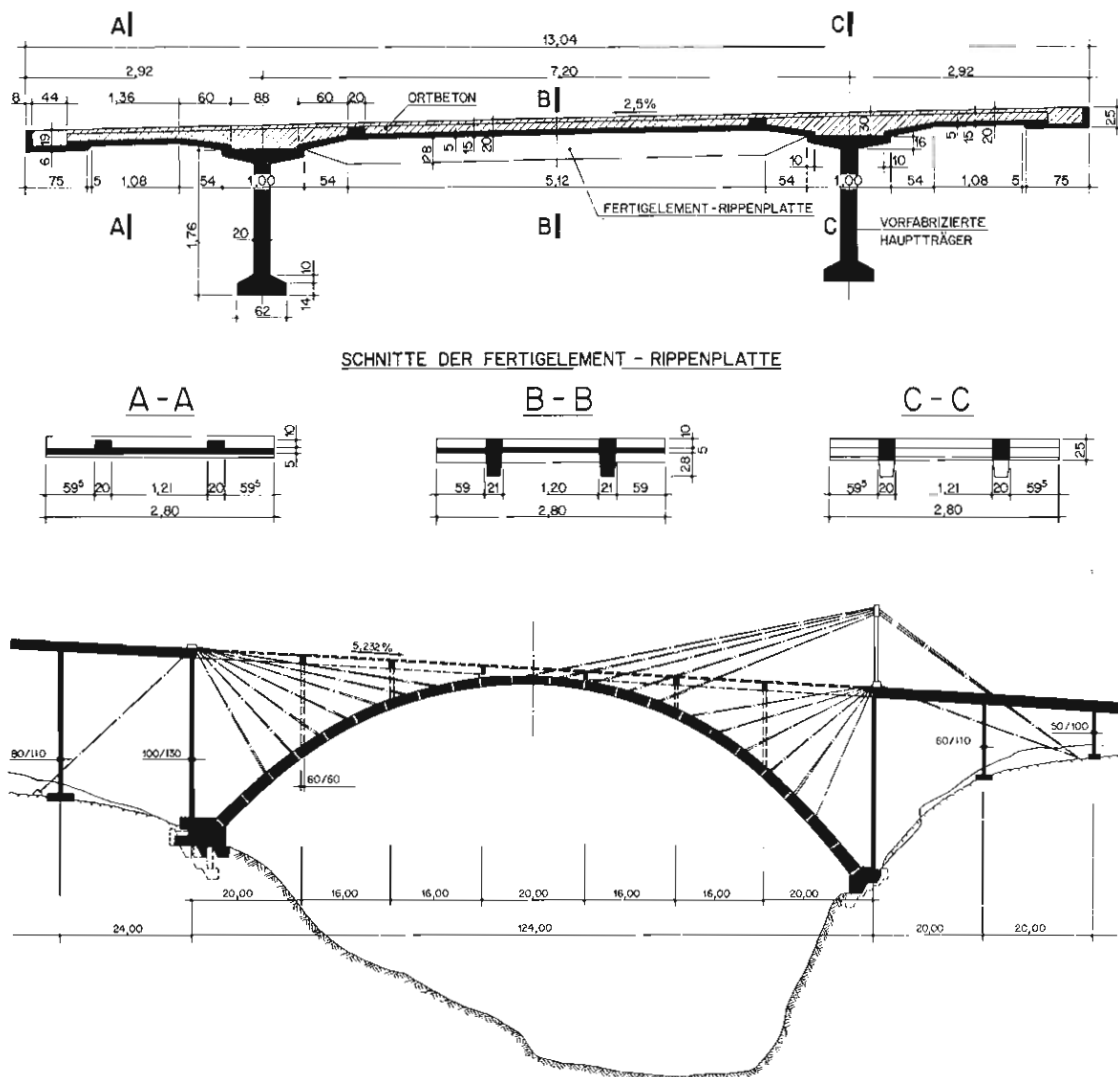 A C
13,04
2,92 7,20 2,92
8 44 1,36 60 88 60 20 ORTBETON B 2,5%
19 6 28 5 15 20 30 16 5 15 20 25
10 10
75 5 1,08 54 1,00 54 5,12 54 1,00 54 1,08 5 75
FERTIGELEMENT-RIPPENPLATTE
A B C VORFABRIZIERTE
HAUPTTRÄGER
1,76 20
10
14
62
SCHNITTE DER FERTIGELEMENT - RIPPENPLATTE
A - A B - B C - C
10 5 10 5 28 25
59⁵ 20 1,21 20 59⁵ 59 21 1,20 21 59 59⁵ 20 1,21 20 59⁵
2,80 2,80 2,80
5,232%
80/110 100/130 60/110 50/100
60/60
20,00 16,00 16,00 20,00 16,00 16,00 20,00
24,00 124,00 20,00 20,00